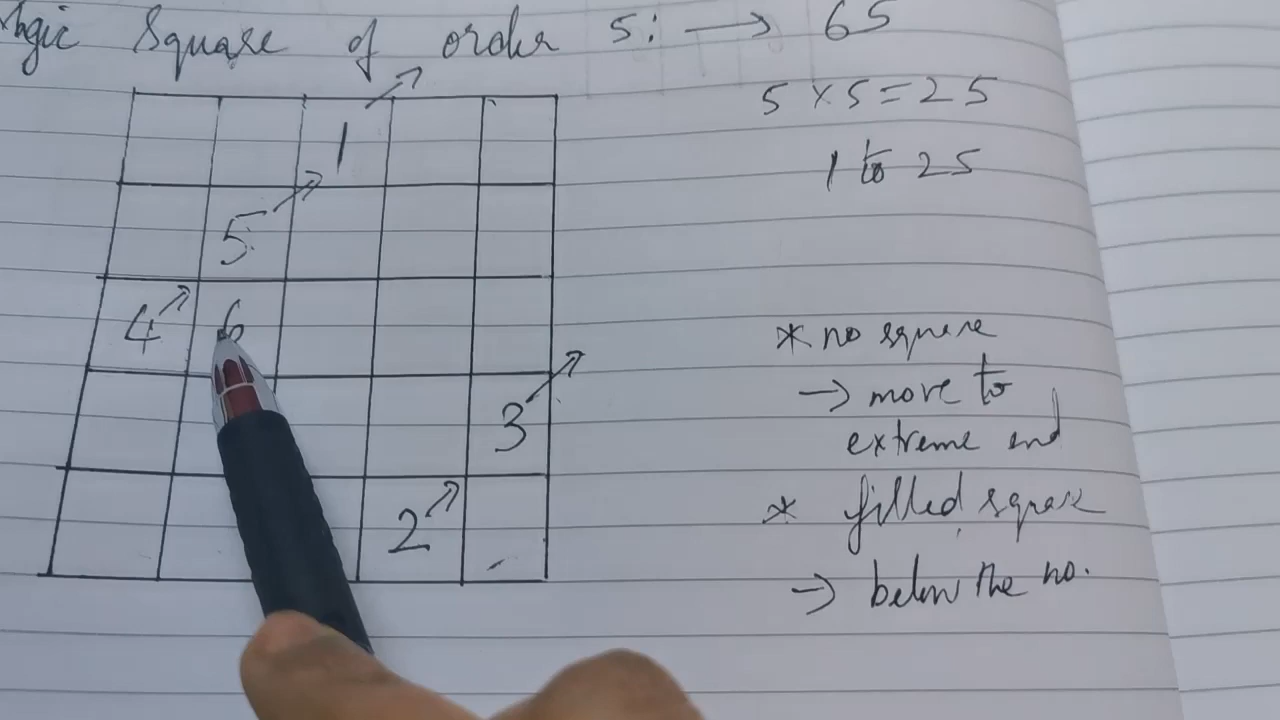 Magic Square of order 5: → 65
5 × 5 = 25
1 to 25
1
5
4 6
3
2
* no square
→ move to
extreme end
* filled square
→ below the no.